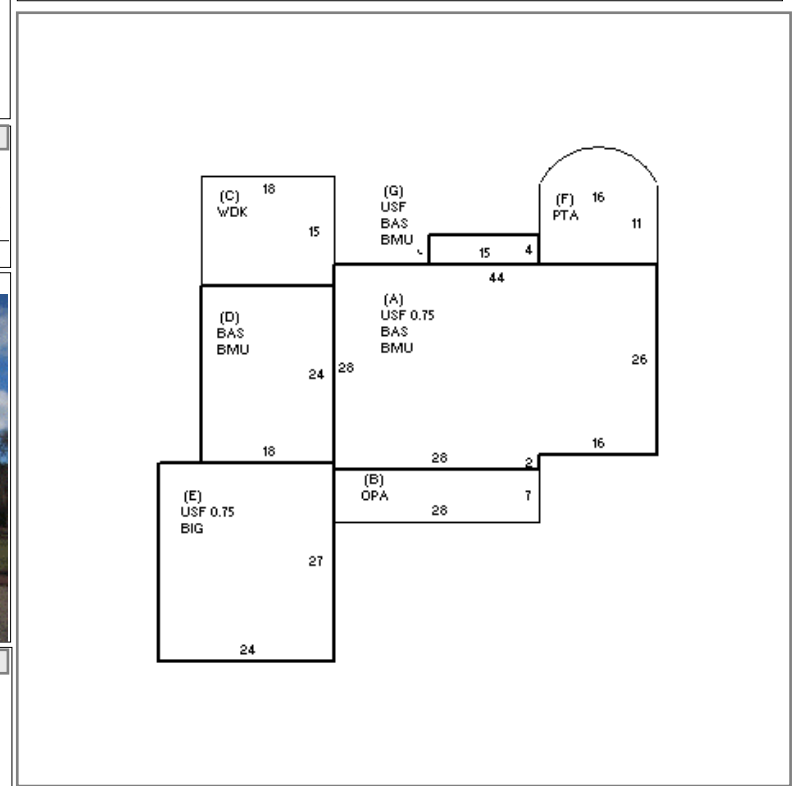 (C)
WDK
18
15
(G)
USF
BAS
BMU
15
4
(F)
PTA
16
11
44
(A)
USF 0.75
BAS
BMU
28
26
16
28
2
(D)
BAS
BMU
24
18
(B)
OPA
7
28
(E)
USF 0.75
BIG
27
24